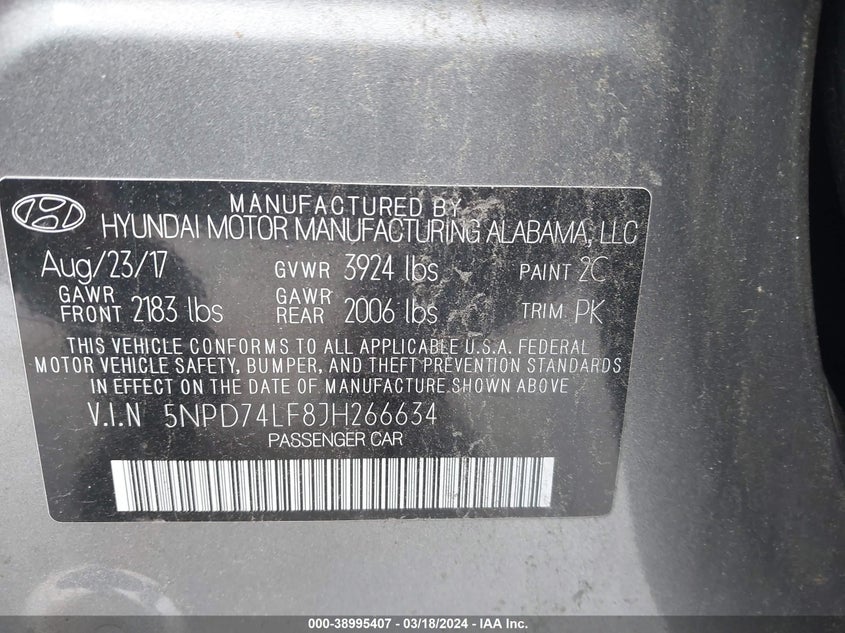 MANUFACTURED BY
HYUNDAI MOTOR MANUFACTURING ALABAMA, LLC
Aug/23/17 GVWR 3924 lbs PAINT 2C
GAWR FRONT 2183 lbs GAWR REAR 2006 lbs TRIM PK
THIS VEHICLE CONFORMS TO ALL APPLICABLE U.S.A. FEDERAL
MOTOR VEHICLE SAFETY, BUMPER, AND THEFT PREVENTION STANDARDS
IN EFFECT ON THE DATE OF MANUFACTURE SHOWN ABOVE
V.I.N 5NPD74LF8JH266634
PASSENGER CAR
000-38995407 - 03/18/2024 - IAA Inc.